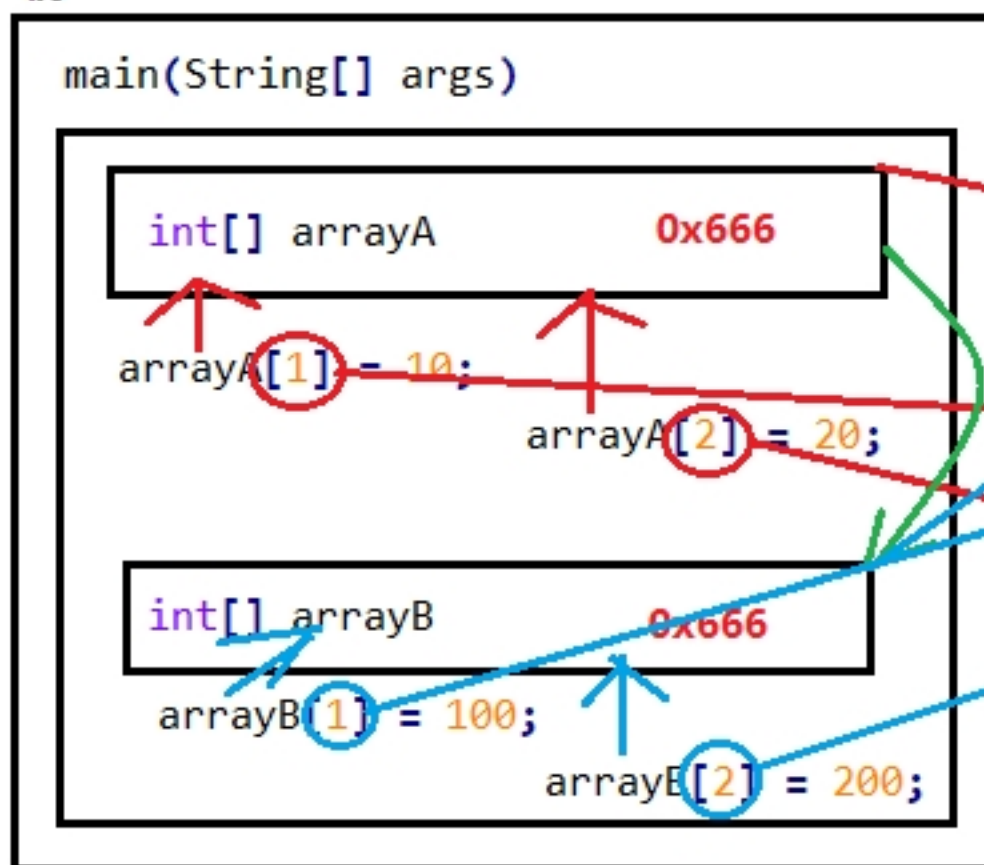 main(String[] args)
int[] arrayA 0x666
arrayA[1] = 10;
arrayA[2] = 20;
int[] arrayB 0x666
arrayB[1] = 100;
arrayB[2] = 200;